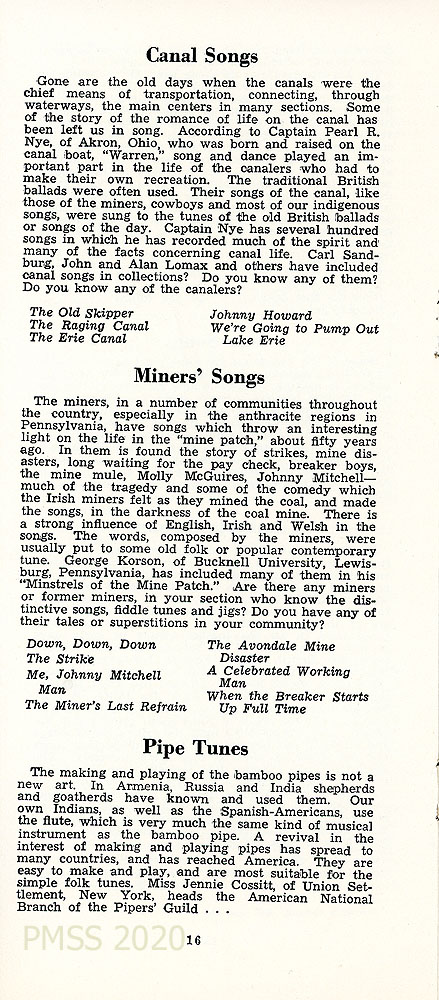 Canal Songs
Gone are the old days when the canals were the
chief means of transportation, connecting, through
waterways, the main centers in many sections. Some
of the story of the romance of life on the canal has
been left us in song. According to Captain Pearl R.
Nye, of Akron, Ohio, who was born and raised on the
canal boat, “Warren,” song and dance played an im-
portant part in the life of the canalers who had to
make their own recreation. The traditional British
ballads were often used. Their songs of the canal, like
those of the miners, cowboys and most of our indigenous
songs, were sung to the tunes of the old British ballads
or songs of the day. Captain Nye has several hundred
songs in which he has recorded much of the spirit and
many of the facts concerning canal life. Carl Sand-
burg, John and Alan Lomax and others have included
canal songs in collections? Do you know any of them?
Do you know any of the canalers?
The Old Skipper
The Raging Canal
The Erie Canal
Johnny Howard
We're Going to Pump Out
Lake Erie
Miners' Songs
The miners, in a number of communities throughout
the country, especially in the anthracite regions in
Pennsylvania, have songs which throw an interesting
light on the life in the “mine patch,” about fifty years
ago. In them is found the story of strikes, mine dis-
asters, long waiting for the pay check, breaker boys,
the mine mule, Molly McGuires, Johnny Mitchell—
much of the tragedy and some of the comedy which
the Irish miners felt as they mined the coal, and made
the songs, in the darkness of the coal mine. There is
a strong influence of English, Irish and Welsh in the
songs. The words, composed by the miners, were
usually put to some old folk or popular contemporary
tune. George Korson, of Bucknell University, Lewis-
burg, Pennsylvania, has included many of them in his
“Minstrels of the Mine Patch.” Are there any miners
or former miners, in your section who know the dis-
tinctive songs, fiddle tunes and jigs? Do you have any of
their tales or superstitions in your community?
Down, Down, Down
The Strike
Me, Johnny Mitchell
Man
The Miner's Last Refrain
The Avondale Mine
Disaster
A Celebrated Working
Man
When the Breaker Starts
Up Full Time
Pipe Tunes
The making and playing of the bamboo pipes is not a
new art. In Armenia, Russia and India shepherds
and goatherds have known and used them. Our
own Indians, as well as the Spanish-Americans, use
the flute, which is very much the same kind of musical
instrument as the bamboo pipe. A revival in the
interest of making and playing pipes has spread to
many countries, and has reached America. They are
easy to make and play, and are most suitable for the
simple folk tunes. Miss Jennie Cossitt, of Union Set-
tlement, New York, heads the American National
Branch of the Pipers' Guild . . .
PMSS 2020
16